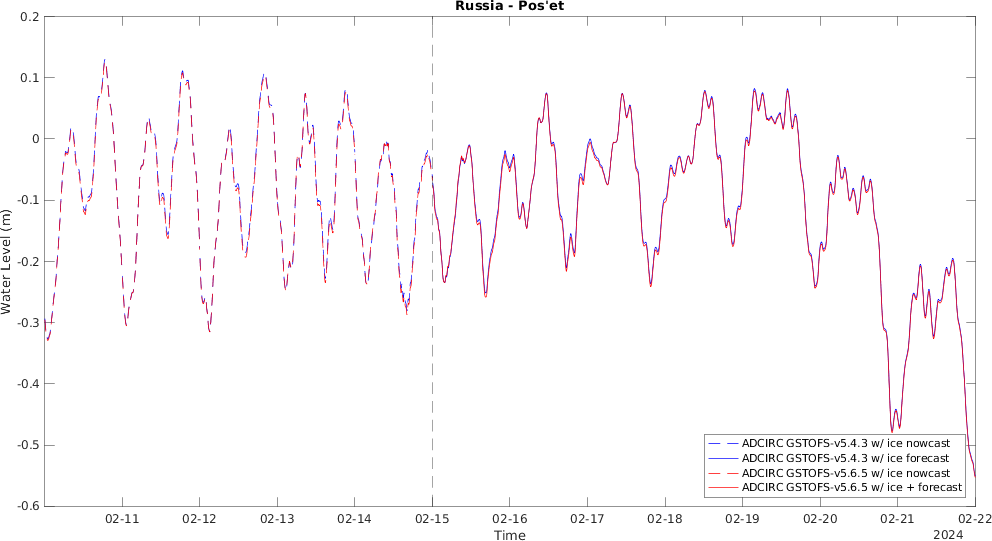 Russia - Pos'et
Water Level (m)
0.2
0.1
0
-0.1
-0.2
-0.3
-0.4
-0.5
-0.6
ADCIRC GSTOFS-v5.4.3 w/ ice nowcast
ADCIRC GSTOFS-v5.4.3 w/ ice forecast
ADCIRC GSTOFS-v5.6.5 w/ ice nowcast
ADCIRC GSTOFS-v5.6.5 w/ ice + forecast
02-11 02-12 02-13 02-14 02-15 02-16 02-17 02-18 02-19 02-20 02-21 02-22
Time
2024